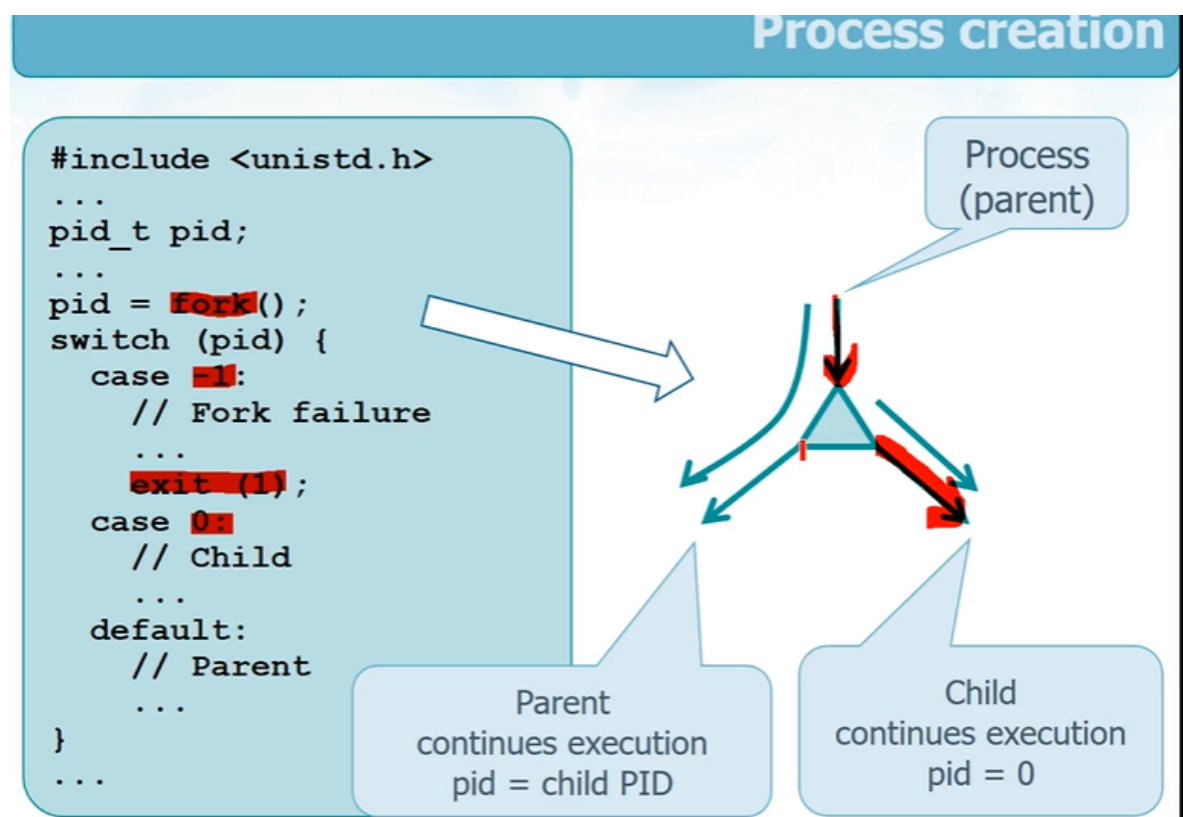 Process creation
#include <unistd.h>
...
pid_t pid;
...
pid = fork();
switch (pid) {
case -1:
// Fork failure
...
exit (1);
case 0:
// Child
...
default:
// Parent
...
}
...
Process
(parent)
Parent
continues execution
pid = child PID
Child
continues execution
pid = 0